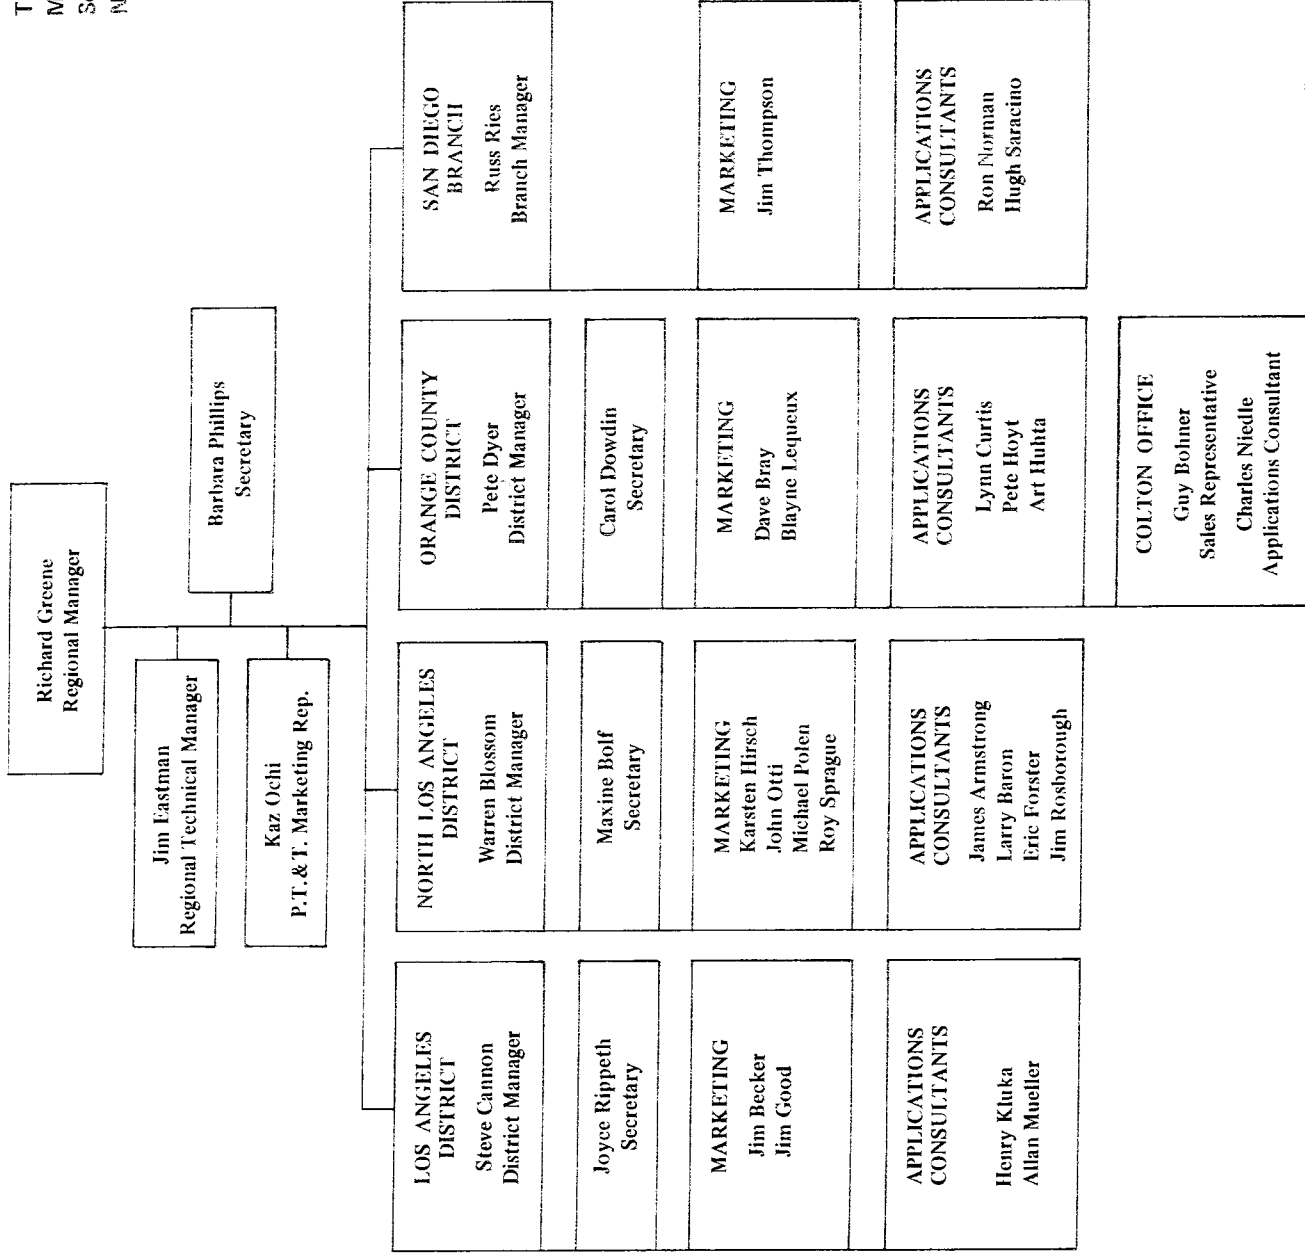 Richard Greene
Regional Manager
Barbara Phillips
Secretary
Jim Eastman
Regional Technical Manager
Kaz Ochi
P.T.&T. Marketing Rep.
LOS ANGELES
DISTRICT
Steve Cannon
District Manager
Joyce Rippeth
Secretary
MARKETING
Jim Becker
Jim Good
APPLICATIONS
CONSULTANTS
Henry Kluka
Allan Mueller
NORTH LOS ANGELES
DISTRICT
Warren Blossom
District Manager
Maxine Bolf
Secretary
MARKETING
Karsten Hirsch
John Otti
Michael Polen
Roy Sprague
APPLICATIONS
CONSULTANTS
James Armstrong
Larry Baron
Eric Forster
Jim Rosborough
ORANGE COUNTY
DISTRICT
Pete Dyer
District Manager
Carol Dowdin
Secretary
MARKETING
Dave Bray
Blayne Lequeux
APPLICATIONS
CONSULTANTS
Lynn Curtis
Pete Hoyt
Art Huhta
COLTON OFFICE
Guy Bohner
Sales Representative
Charles Niedle
Applications Consultant
SAN DIEGO
BRANCH
Russ Ries
Branch Manager
MARKETING
Jim Thompson
APPLICATIONS
CONSULTANTS
Ron Norman
Hugh Saracino